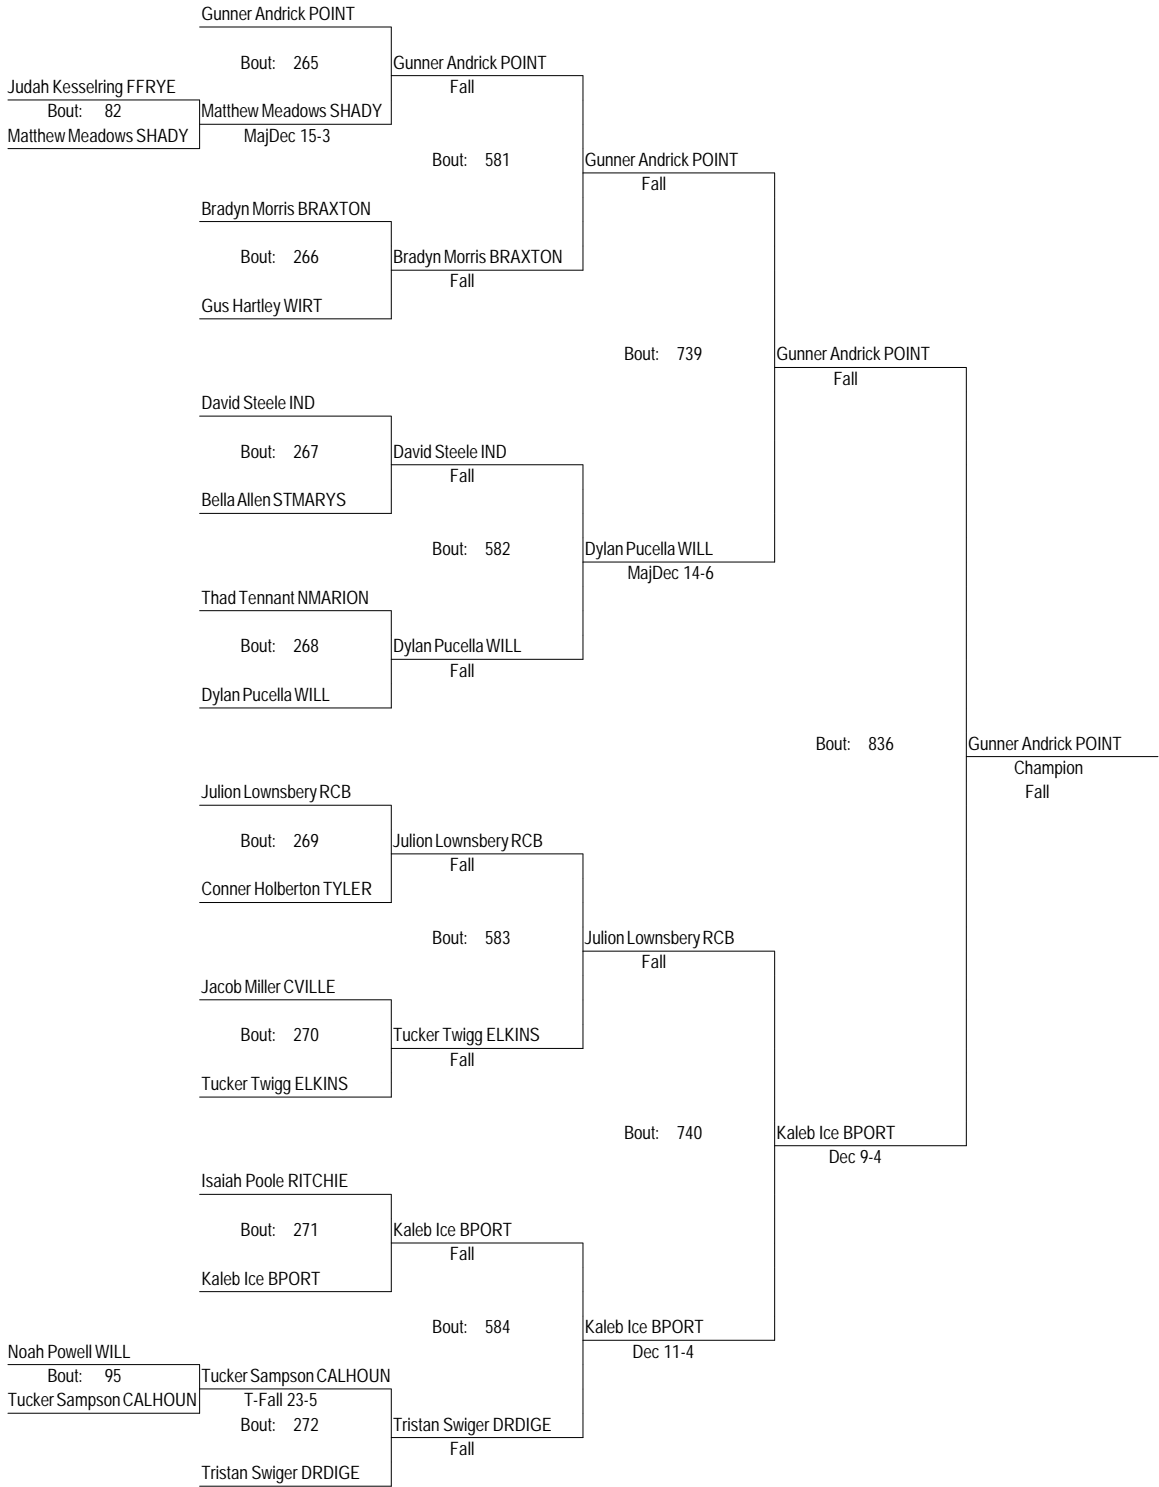 Gunner Andrick POINT
Bout: 265
Gunner Andrick POINT
Fall
Judah Kesselring FFRYE
Bout: 82
Matthew Meadows SHADY
Matthew Meadows SHADY
MajDec 15-3
Bout: 581
Gunner Andrick POINT
Fall
Bradyn Morris BRAXTON
Bout: 266
Bradyn Morris BRAXTON
Fall
Gus Hartley WIRT
Bout: 739
Gunner Andrick POINT
Fall
David Steele IND
Bout: 267
David Steele IND
Fall
Bella Allen STMARYS
Bout: 582
Dylan Pucella WILL
MajDec 14-6
Thad Tennant NMARION
Bout: 268
Dylan Pucella WILL
Fall
Dylan Pucella WILL
Bout: 836
Gunner Andrick POINT
Champion
Fall
Julion Lownsbery RCB
Bout: 269
Julion Lownsbery RCB
Fall
Conner Holberton TYLER
Bout: 583
Julion Lownsbery RCB
Fall
Jacob Miller CVILLE
Bout: 270
Tucker Twigg ELKINS
Fall
Tucker Twigg ELKINS
Bout: 740
Kaleb Ice BPORT
Dec 9-4
Isaiah Poole RITCHIE
Bout: 271
Kaleb Ice BPORT
Fall
Kaleb Ice BPORT
Bout: 584
Kaleb Ice BPORT
Dec 11-4
Noah Powell WILL
Bout: 95
Tucker Sampson CALHOUN
Tucker Sampson CALHOUN
T-Fall 23-5
Bout: 272
Tristan Swiger DRDIGE
Fall
Tristan Swiger DRDIGE